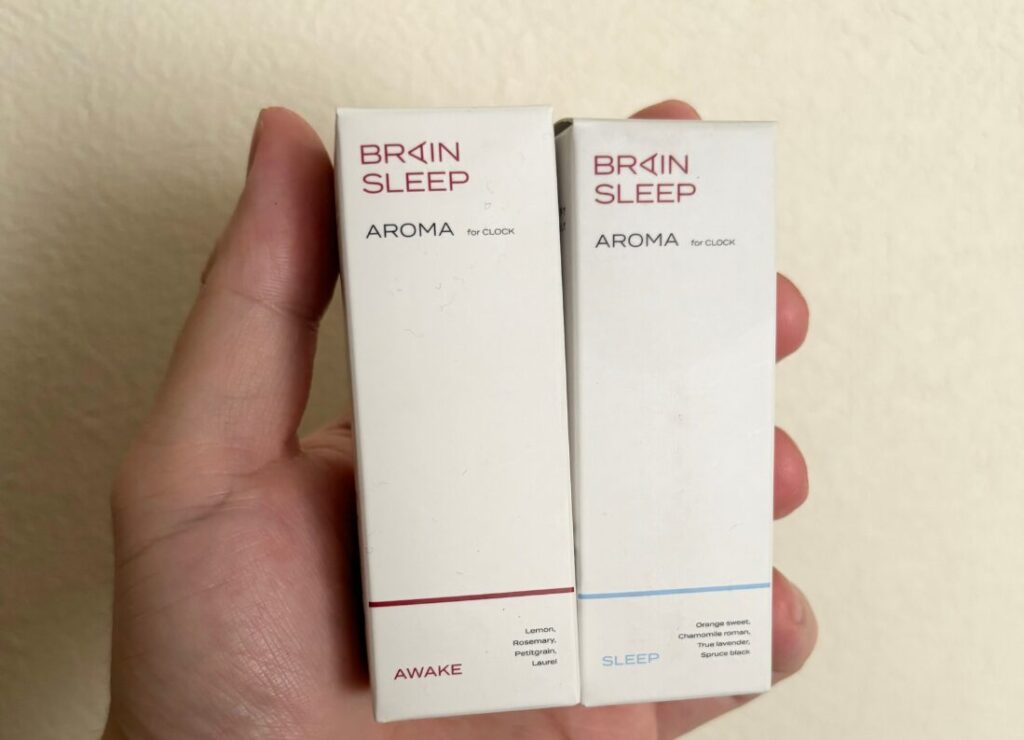 BRAIN
SLEEP
AROMA for CLOCK
Lemon,
Rosemary,
Petitgrain,
Laurel
AWAKE
BRAIN
SLEEP
AROMA for CLOCK
Orange sweet,
Chamomile roman,
True lavender,
Spruce black
SLEEP